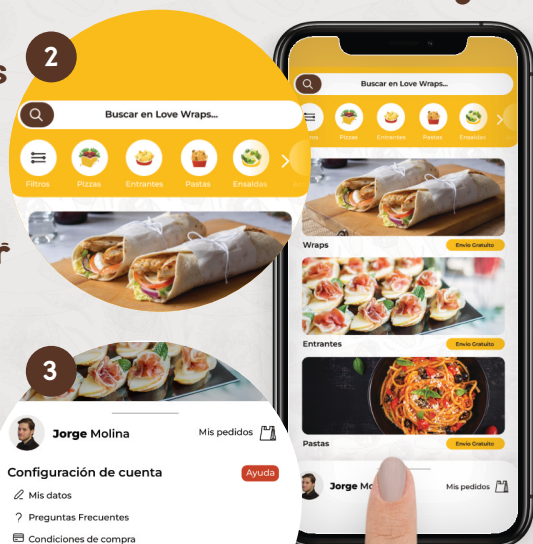 2
Buscar en Love Wraps...
Filtros
Pizzas
Entrantes
Pastas
Ensaldas
3
Jorge Molina
Mis pedidos
Configuración de cuenta
Ayuda
Mis datos
Preguntas Frecuentes
Condiciones de compra
Buscar en Love Wraps...
Pizzas
Entrantes
Pastas
Ensaldas
Wraps
Envío Gratuito
Entrantes
Envío Gratuito
Pastas
Envío Gratuito
Jorge Mo
Mis pedidos